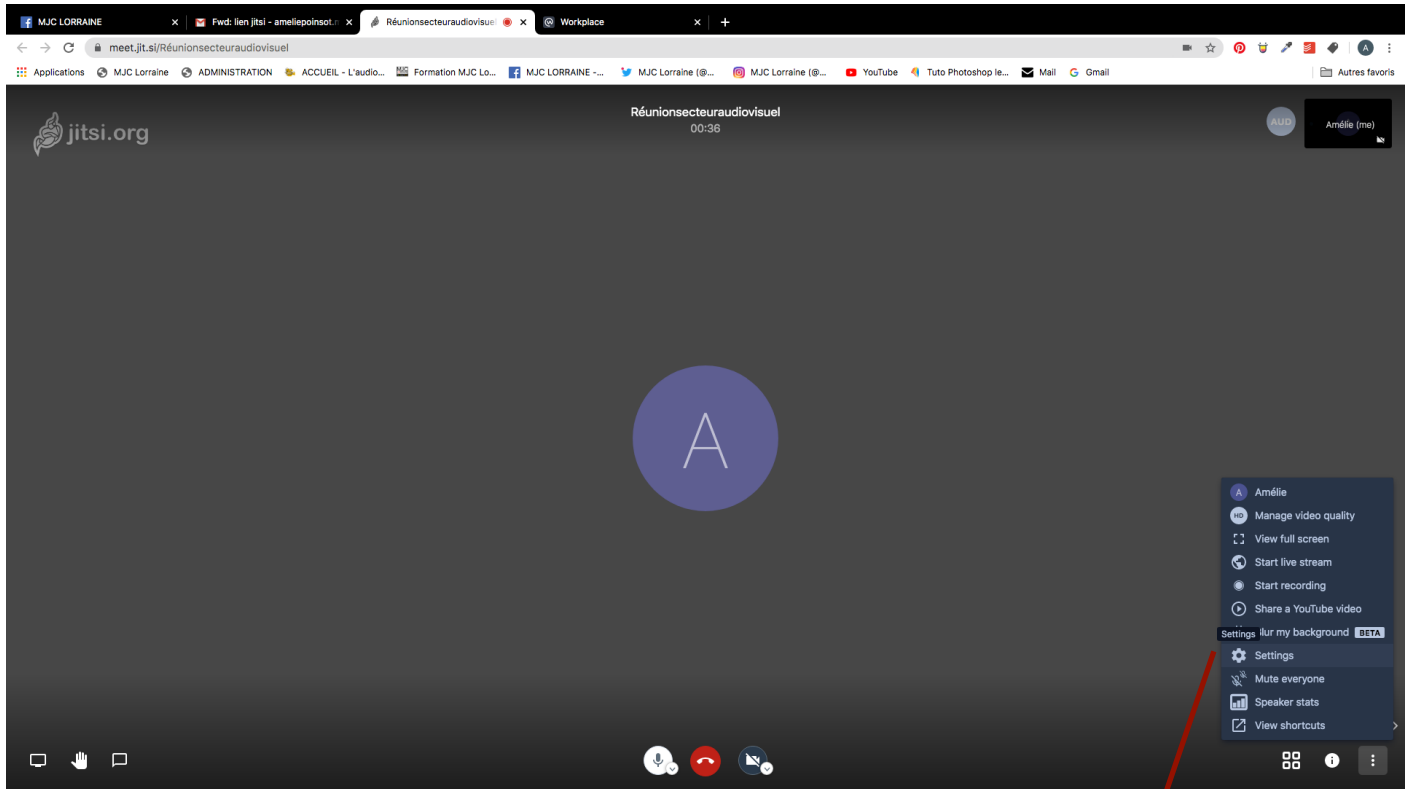 MJC LORRAINE
Fwd: lien jitsi - ameliepoinsot.m
Réunionsecteuraudiovisuel
Workplace
meet.jit.si/Réunionsecteuraudiovisuel
A
Applications MJC Lorraine ADMINISTRATION ACCUEIL - L'audio... Formation MJC Lo... MJC LORRAINE -... MJC Lorraine (@... MJC Lorraine (@... YouTube Tuto Photoshop le... Mail Gmail Autres favoris
jitsi.org
Réunionsecteuraudiovisuel
00:36
AUD
Amélie (me)
A
A Amélie
HD Manage video quality
View full screen
Start live stream
Start recording
Share a YouTube video
Settings
lur my background BETA
Settings
Mute everyone
Speaker stats
View shortcuts